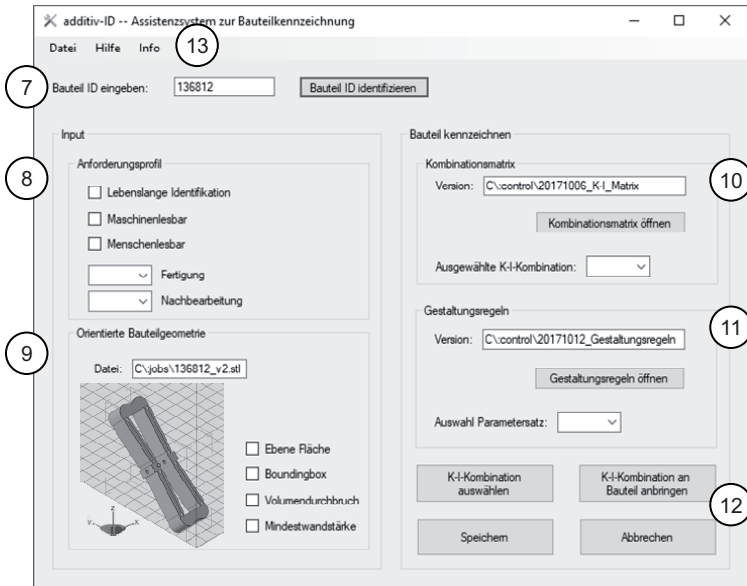 additiv-ID -- Assistenzsystem zur Bauteilkennzeichnung
Datei Hilfe Info
13
7
Bauteil ID eingeben: 136812 Bauteil ID identifizieren
Input
8
Anforderungsprofil
Lebenslange Identifikation
Maschinenlesbar
Menschenlesbar
Fertigung
Nachbearbeitung
9
Orientierte Bauteilgeometrie
Datei: C\:jobs\136812_v2.stl
z
y
x
Ebene Fläche
Boundingbox
Volumendurchbruch
Mindestwandstärke
Bauteil kennzeichnen
10
Kombinationsmatrix
Version: C\:control\20171006_K-I_Matrix
Kombinationsmatrix öffnen
Ausgewählte K-I-Kombination:
11
Gestaltungsregeln
Version: C\:control\20171012_Gestaltungsregeln
Gestaltungsregeln öffnen
Auswahl Parametersatz:
K-I-Kombination
auswählen
K-I-Kombination an
Bauteil anbringen
12
Speichern
Abbrechen